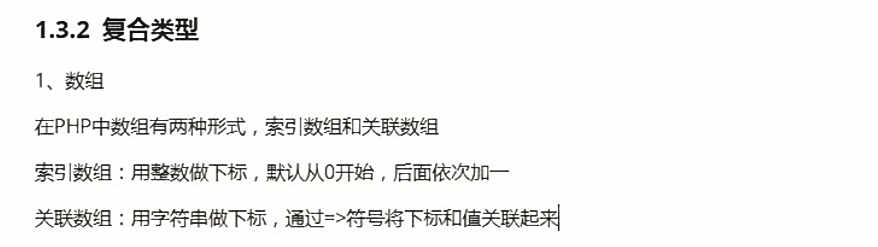 1.3.2 复合类型
1、数组
在PHP中数组有两种形式，索引数组和关联数组
索引数组：用整数做下标，默认从0开始，后面依次加一
关联数组：用字符串做下标，通过=>符号将下标和值关联起来